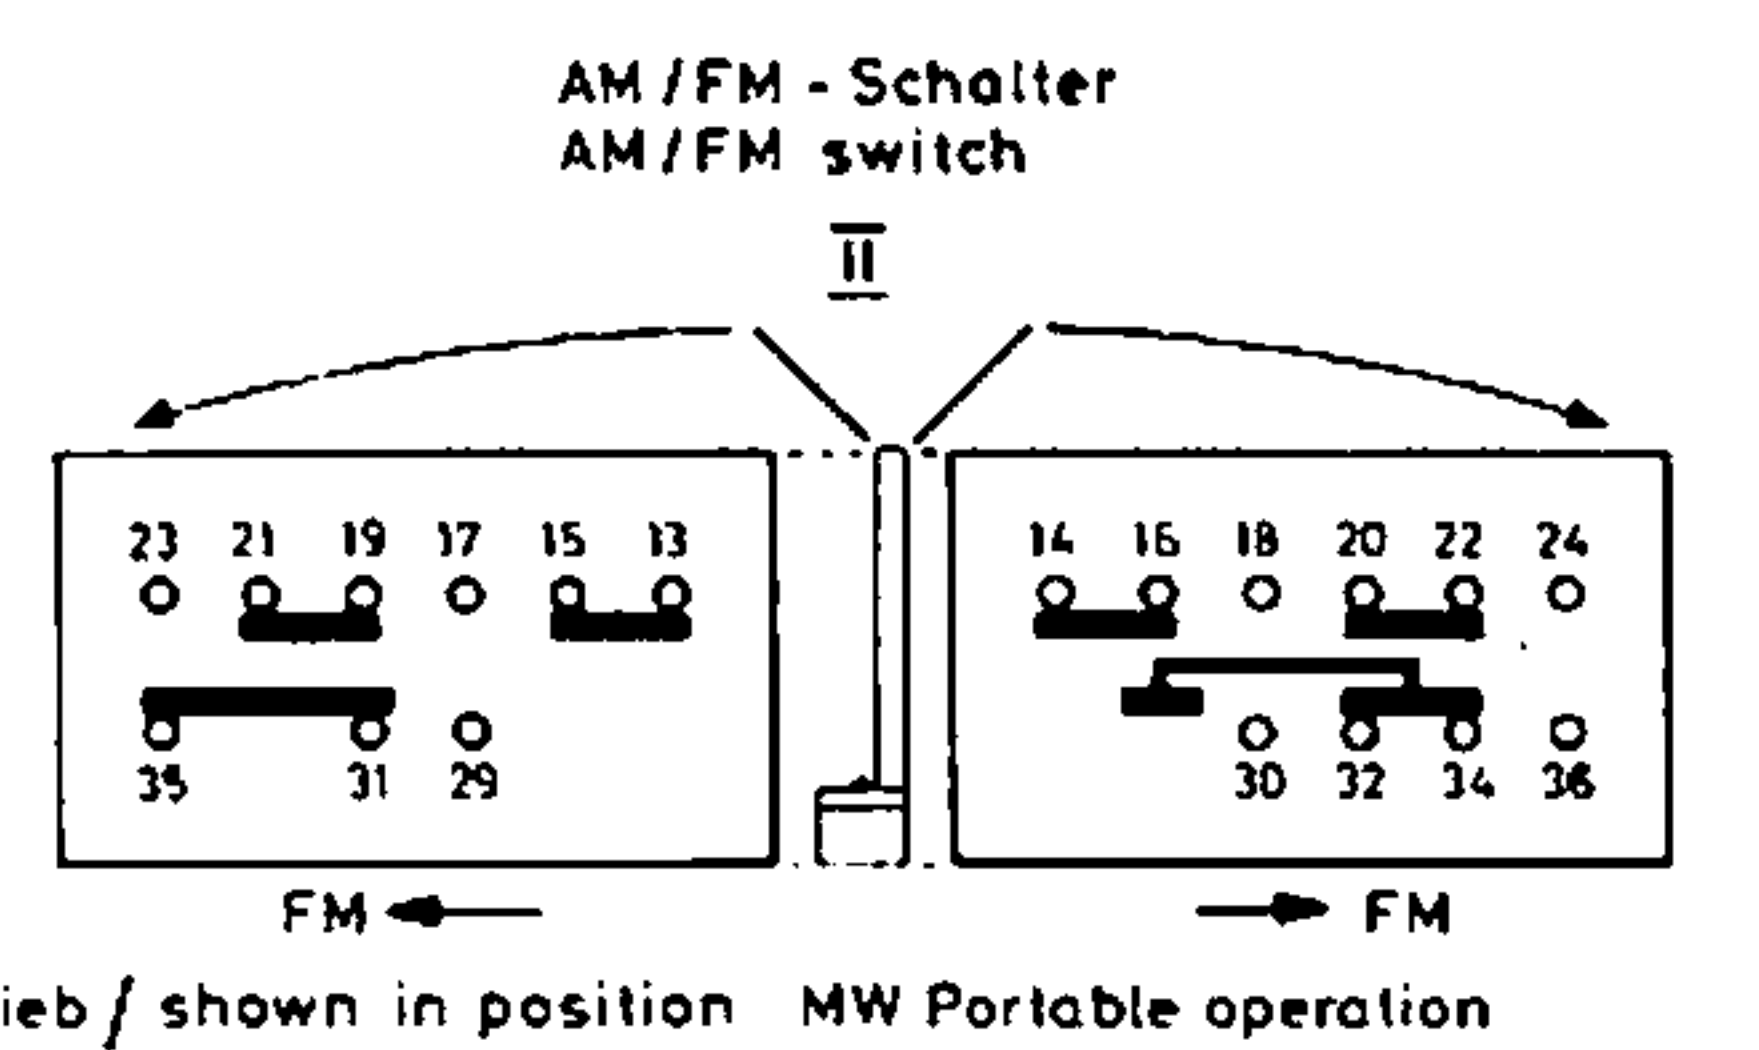 AM/FM - Schalter
AM/FM switch
II
23 21 19 17 15 13
14 16 18 20 22 24
35 31 29
30 32 34 36
FM
FM
ieb / shown in position MW Portable operation